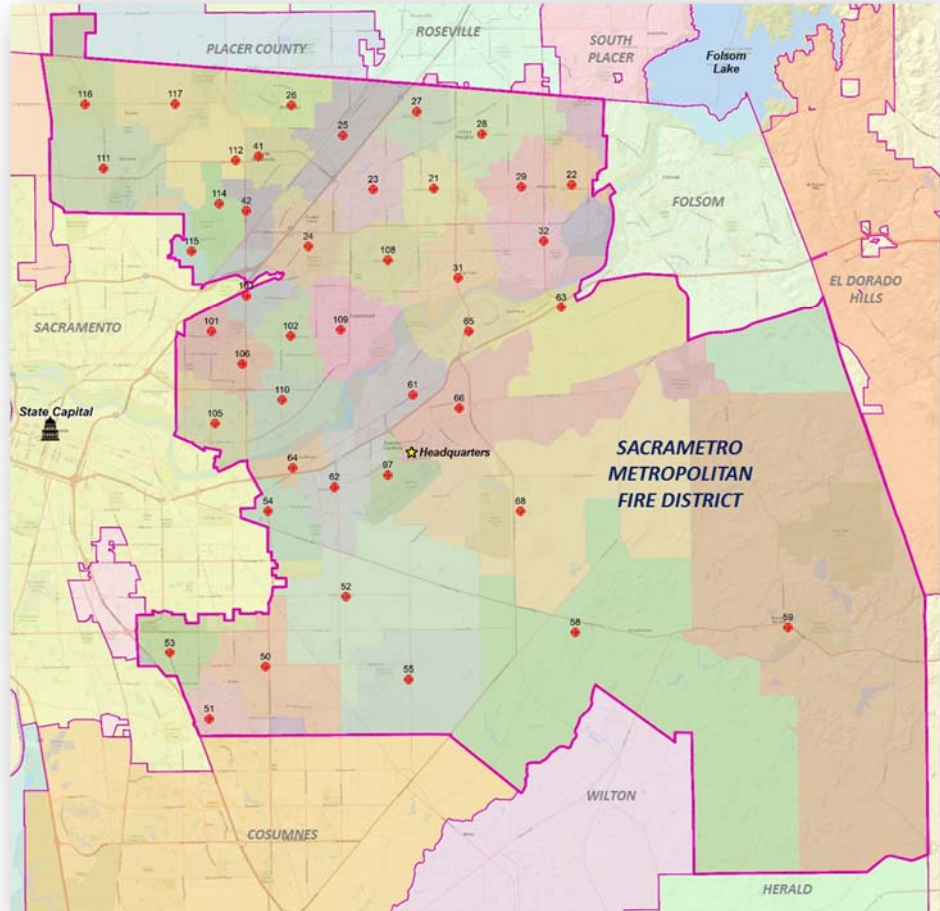 PLACER COUNTY
ROSEVILLE
SOUTH
PLACER
Folsom
Lake
116
117
26
27
25
28
112
41
111
23
21
29
22
114
42
FOLSOM
32
24
115
108
31
EL DORADO
HILLS
103
63
SACRAMENTO
101
102
109
65
106
61
110
66
State Capital
105
Headquarters
SACRAMETRO
METROPOLITAN
FIRE DISTRICT
64
62
68
54
52
58
59
53
50
55
51
WILTON
COSUMNES
HERALD